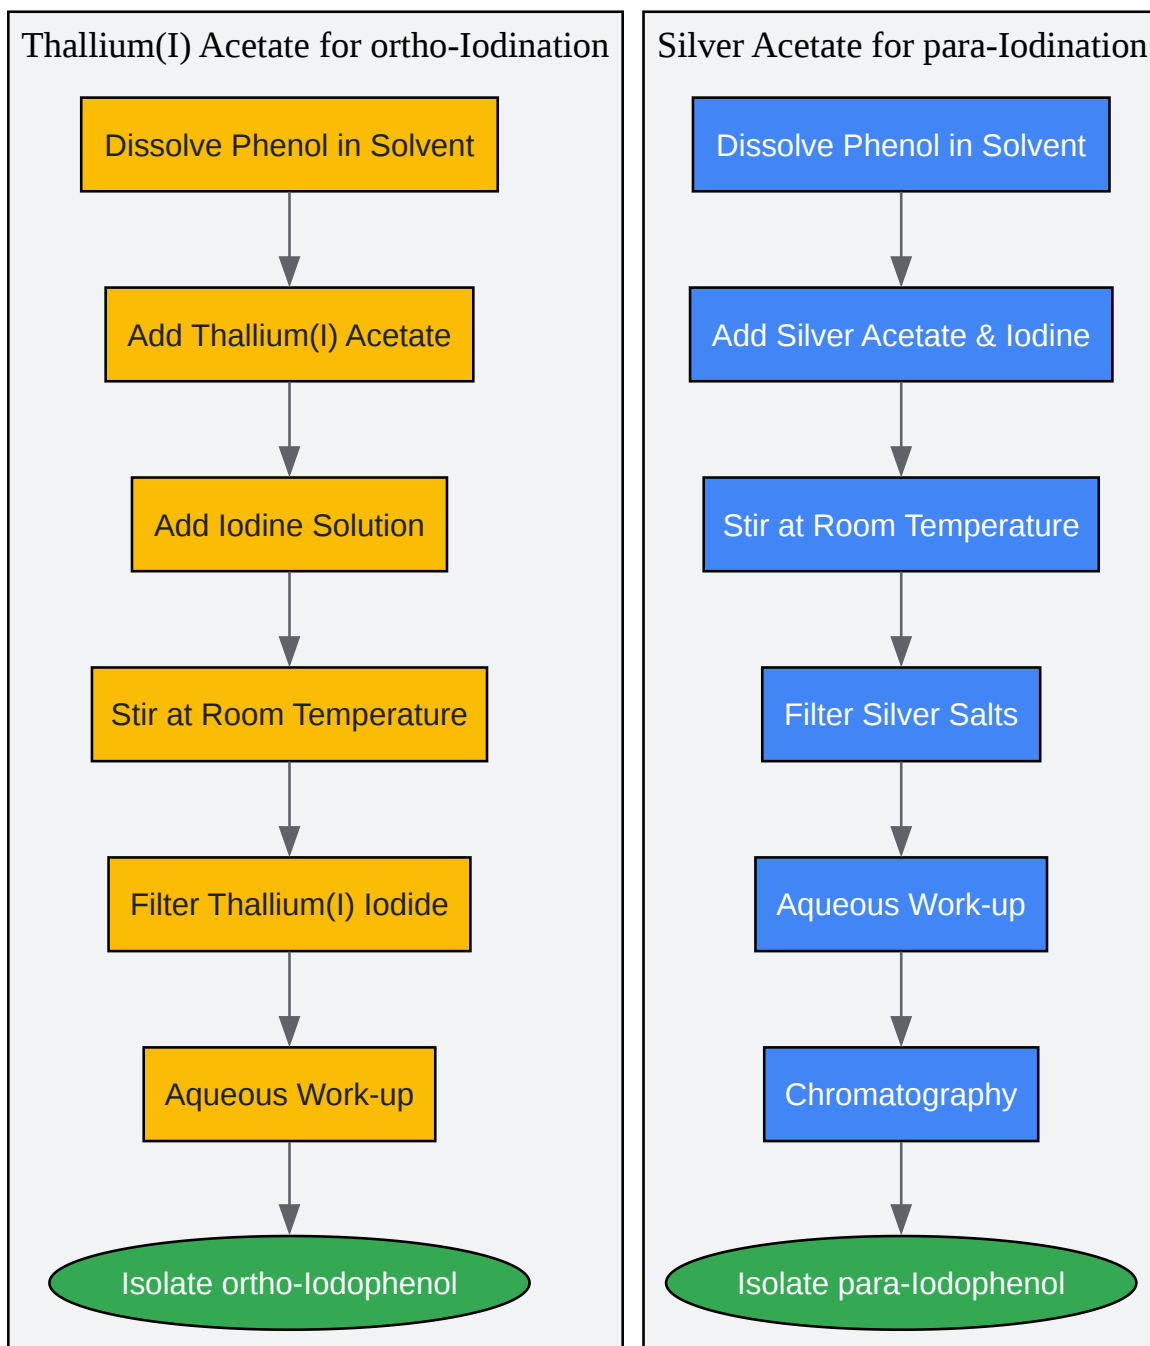 Thallium(I) Acetate for ortho-Iodination
Dissolve Phenol in Solvent
Add Thallium(I) Acetate
Add Iodine Solution
Stir at Room Temperature
Filter Thallium(I) Iodide
Aqueous Work-up
Isolate ortho-Iodophenol
Silver Acetate for para-Iodination
Dissolve Phenol in Solvent
Add Silver Acetate & Iodine
Stir at Room Temperature
Filter Silver Salts
Aqueous Work-up
Chromatography
Isolate para-Iodophenol